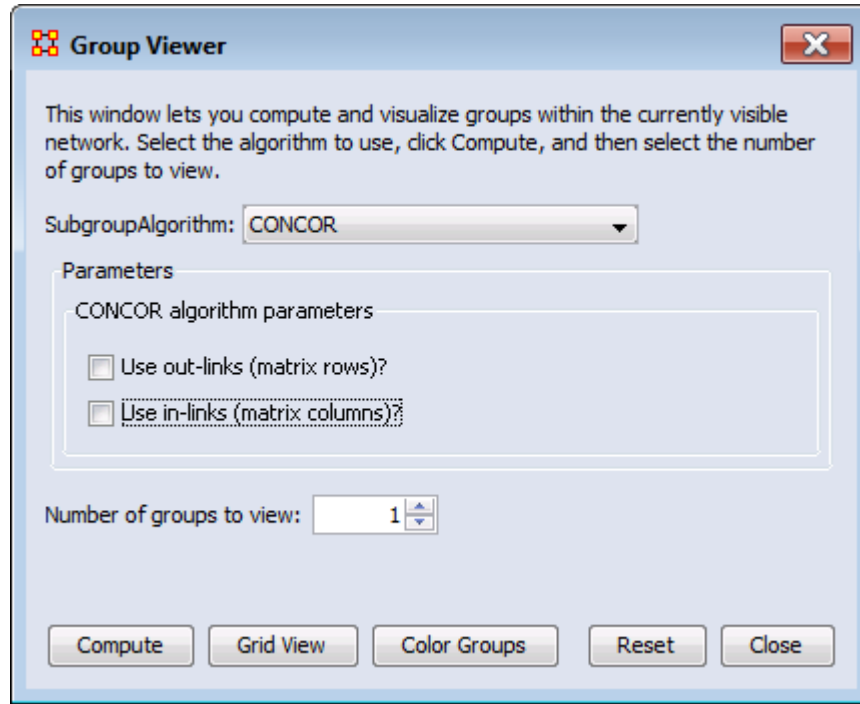 Group Viewer
This window lets you compute and visualize groups within the currently visible
network. Select the algorithm to use, click Compute, and then select the number
of groups to view.
SubgroupAlgorithm: CONCOR
Parameters
CONCOR algorithm parameters
Use out-links (matrix rows)?
Use in-links (matrix columns)?
Number of groups to view: 1
Compute Grid View Color Groups Reset Close